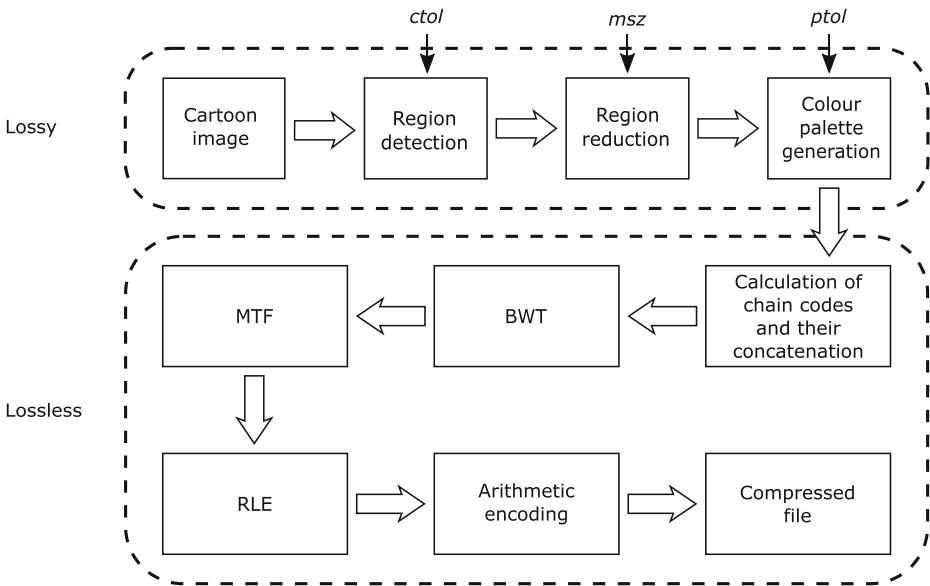 ctol
msz
ptol
Lossy
Cartoon
image
Region
detection
Region
reduction
Colour
palette
generation
Lossless
MTF
BWT
Calculation of
chain codes
and their
concatenation
RLE
Arithmetic
encoding
Compressed
file